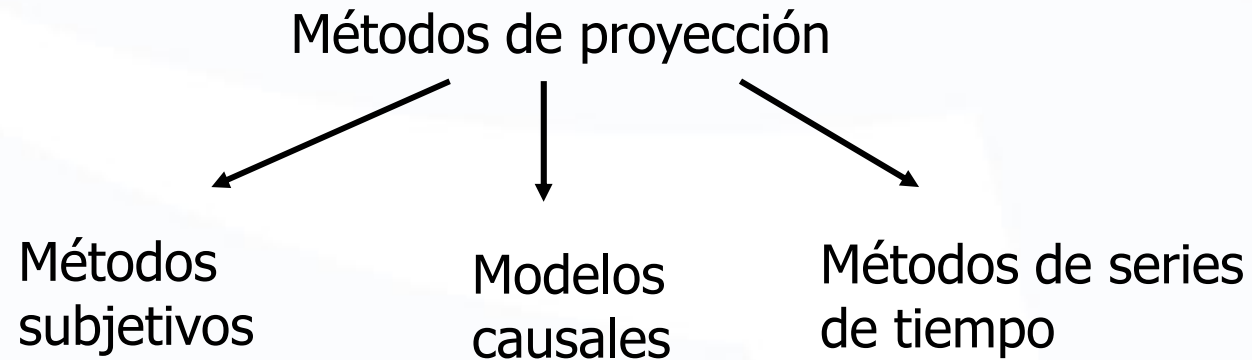 Métodos de proyección
Métodos
subjetivos
Modelos
causales
Métodos de series
de tiempo